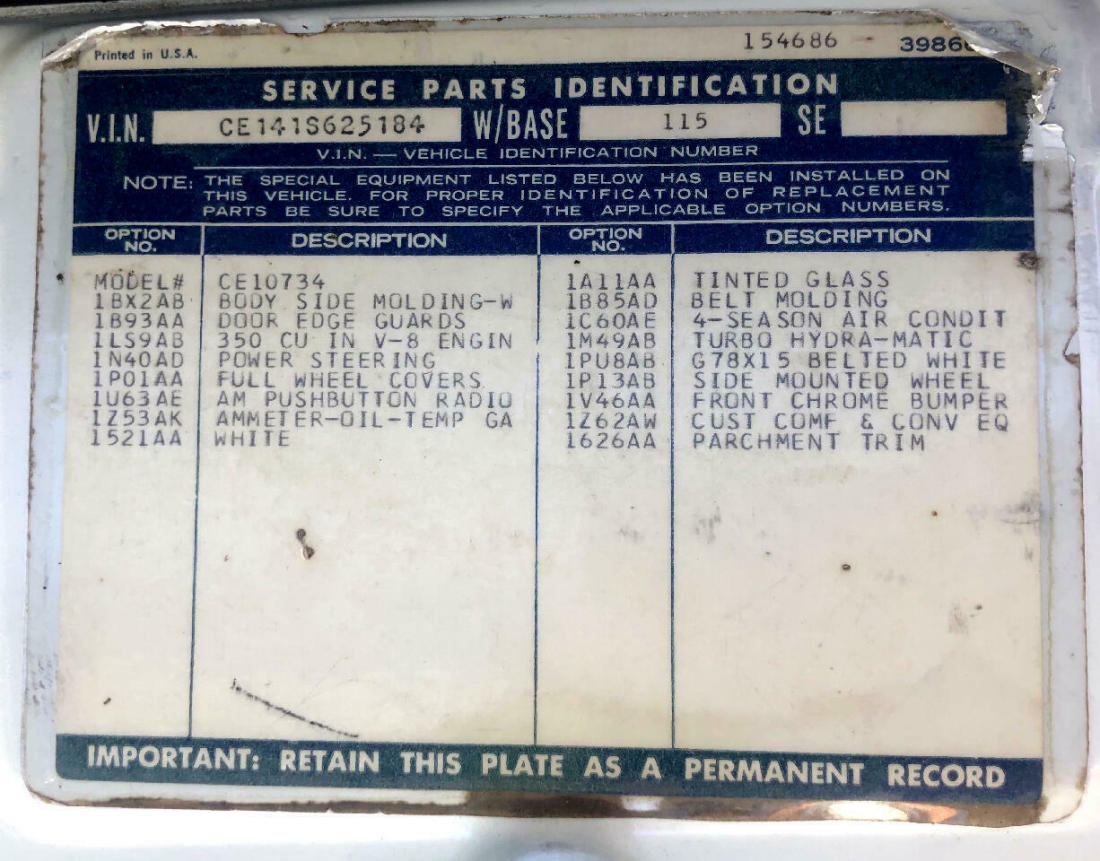 Printed in U.S.A. 154686
SERVICE PARTS IDENTIFICATION
V.I.N. CE141S625184 W/BASE 115 SE
V.I.N. — VEHICLE IDENTIFICATION NUMBER
NOTE: THE SPECIAL EQUIPMENT LISTED BELOW HAS BEEN INSTALLED ON
THIS VEHICLE. FOR PROPER IDENTIFICATION OF REPLACEMENT
PARTS BE SURE TO SPECIFY THE APPLICABLE OPTION NUMBERS.
OPTION NO. DESCRIPTION OPTION NO. DESCRIPTION
MODEL# CE10734 1A11AA TINTED GLASS
1BX2AB BODY SIDE MOLDING-W 1B85AD BELT MOLDING
1B93AA DOOR EDGE GUARDS 1C60AE 4-SEASON AIR CONDIT
1LS9AB 350 CU IN V-8 ENGIN 1M49AB TURBO HYDRA-MATIC
1N40AD POWER STEERING 1PU8AB G78X15 BELTED WHITE
1P01AA FULL WHEEL COVERS 1P13AB SIDE MOUNTED WHEEL
1U63AE AM PUSHBUTTON RADIO 1V46AA FRONT CHROME BUMPER
1Z53AK AMMETER-OIL-TEMP GA 1Z62AW CUST COMF & CONV EQ
1521AA WHITE 1626AA PARCHMENT TRIM
IMPORTANT: RETAIN THIS PLATE AS A PERMANENT RECORD